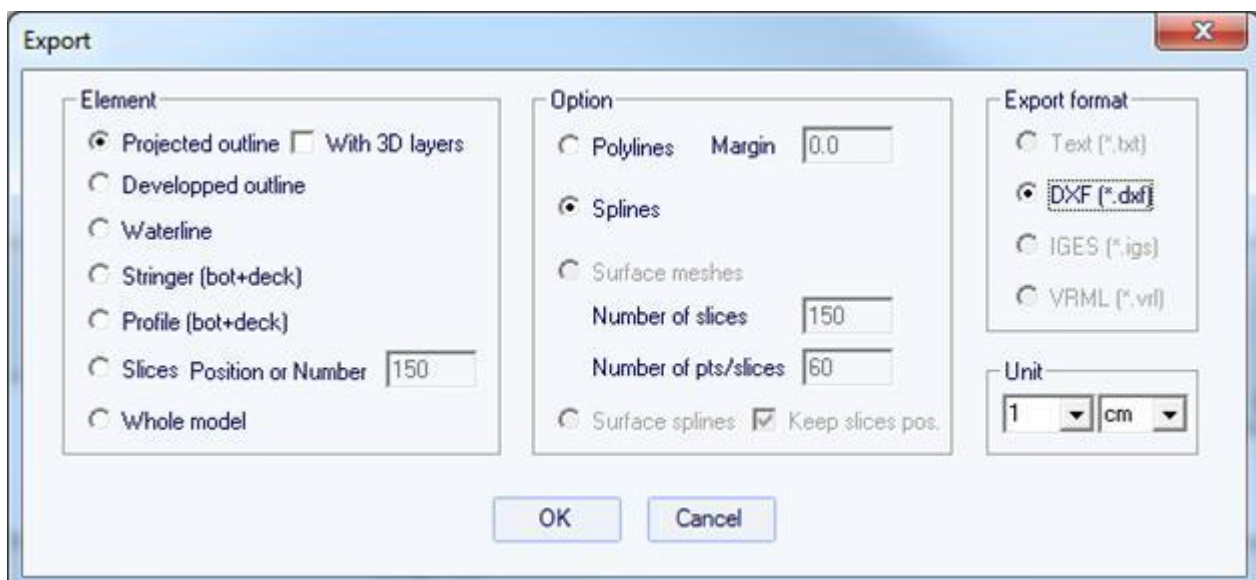 Export
Element
Projected outline With 3D layers
Developped outline
Waterline
Stringer (bot+deck)
Profile (bot+deck)
Slices Position or Number 150
Whole model
Option
Polylines Margin 0.0
Splines
Surface meshes
Number of slices 150
Number of pts/slices 60
Surface splines Keep slices pos.
Export format
Text (*.txt)
DXF (*.dxf)
IGES (*.igs)
VRML (*.vrl)
Unit
1 cm
OK Cancel